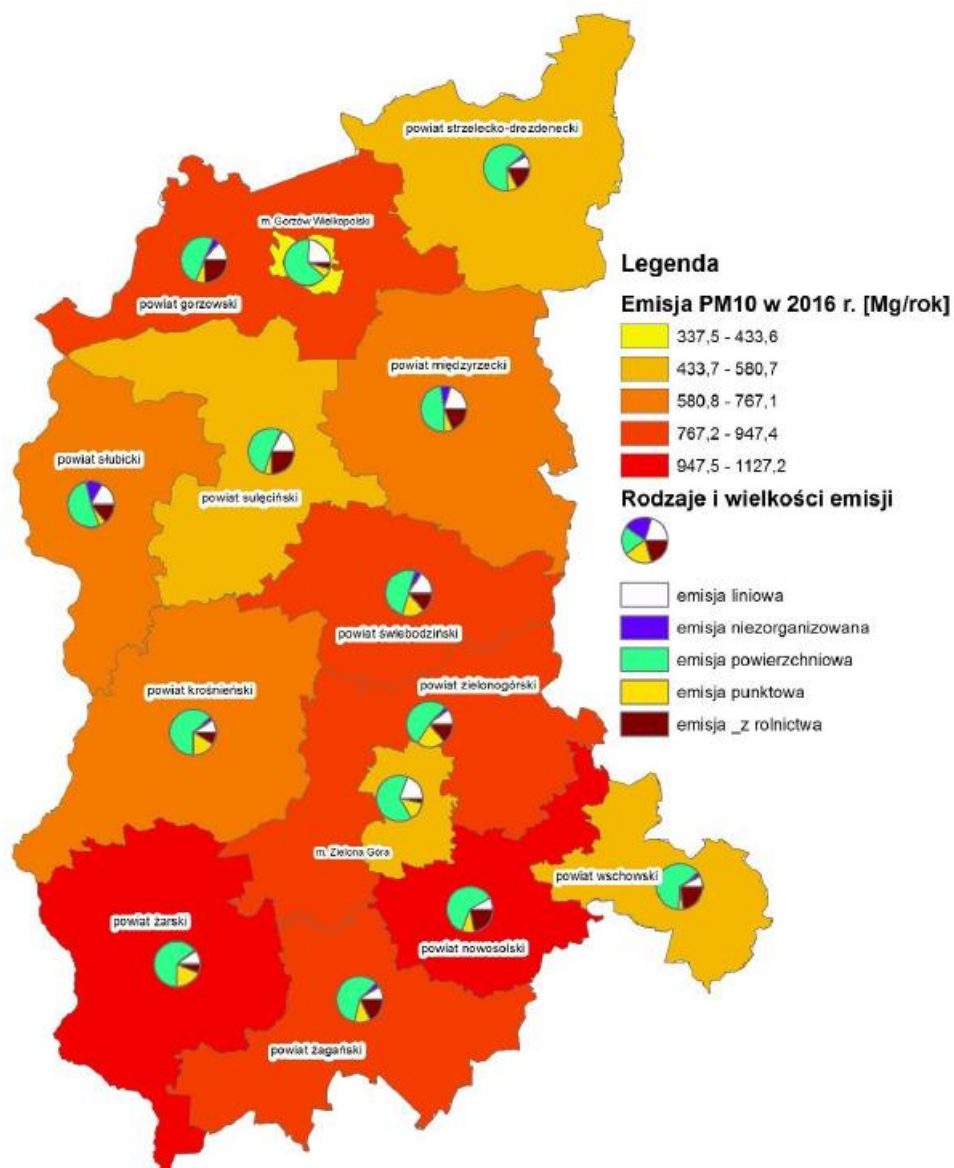 powiat strzelecko-drezdenecki
m. Gorzów Wielkopolski
powiat gorzowski
powiat międzyrzecki
powiat słubicki
powiat sulęciński
powiat świebodziński
powiat zielonogórski
powiat krośnieński
m. Zielona Góra
powiat wschowski
powiat żarski
powiat nowosolski
powiat żagański
Legenda
Emisja PM10 w 2016 r. [Mg/rok]
337,5 - 433,6
433,7 - 580,7
580,8 - 767,1
767,2 - 947,4
947,5 - 1127,2
Rodzaje i wielkości emisji
emisja liniowa
emisja niezorganizowana
emisja powierzchniowa
emisja punktowa
emisja _z rolnictwa